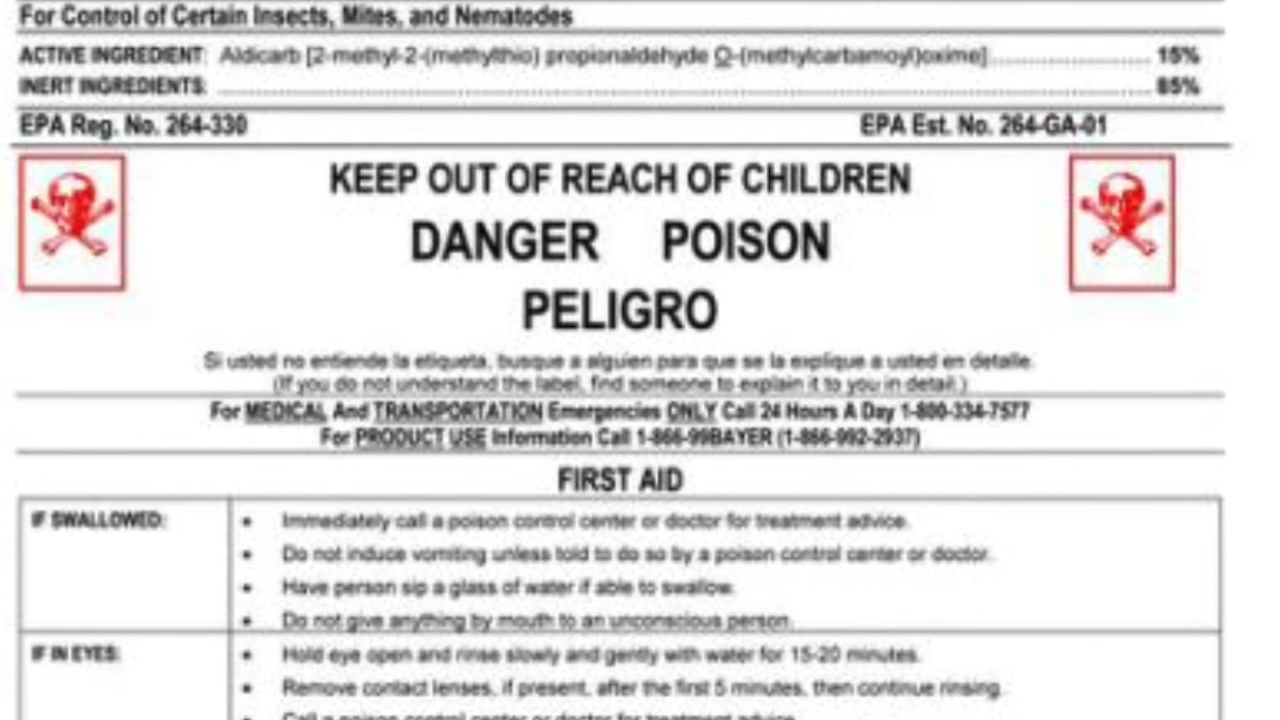 For Control of Certain Insects, Mites, and Nematodes
ACTIVE INGREDIENT: Aldicarb [2-methyl-2-(methylthio) propionaldehyde O-(methylcarbamoyl)oxime] 15%
INERT INGREDIENTS: 85%
EPA Reg. No. 264-330 EPA Est. No. 264-GA-01
KEEP OUT OF REACH OF CHILDREN
DANGER POISON
PELIGRO
Si usted no entiende la etiqueta, busque a alguien para que se la explique a usted en detalle.
(If you do not understand the label, find someone to explain it to you in detail.)
For MEDICAL And TRANSPORTATION Emergencies ONLY Call 24 Hours A Day 1-800-334-7577
For PRODUCT USE Information Call 1-866-99BAYER (1-866-992-2937)
FIRST AID
IF SWALLOWED: • Immediately call a poison control center or doctor for treatment advice.
• Do not induce vomiting unless told to do so by a poison control center or doctor.
• Have person sip a glass of water if able to swallow.
• Do not give anything by mouth to an unconscious person.
IF IN EYES: • Hold eye open and rinse slowly and gently with water for 15-20 minutes.
• Remove contact lenses, if present, after the first 5 minutes, then continue rinsing.
• Call a poison control center or doctor for treatment advice.